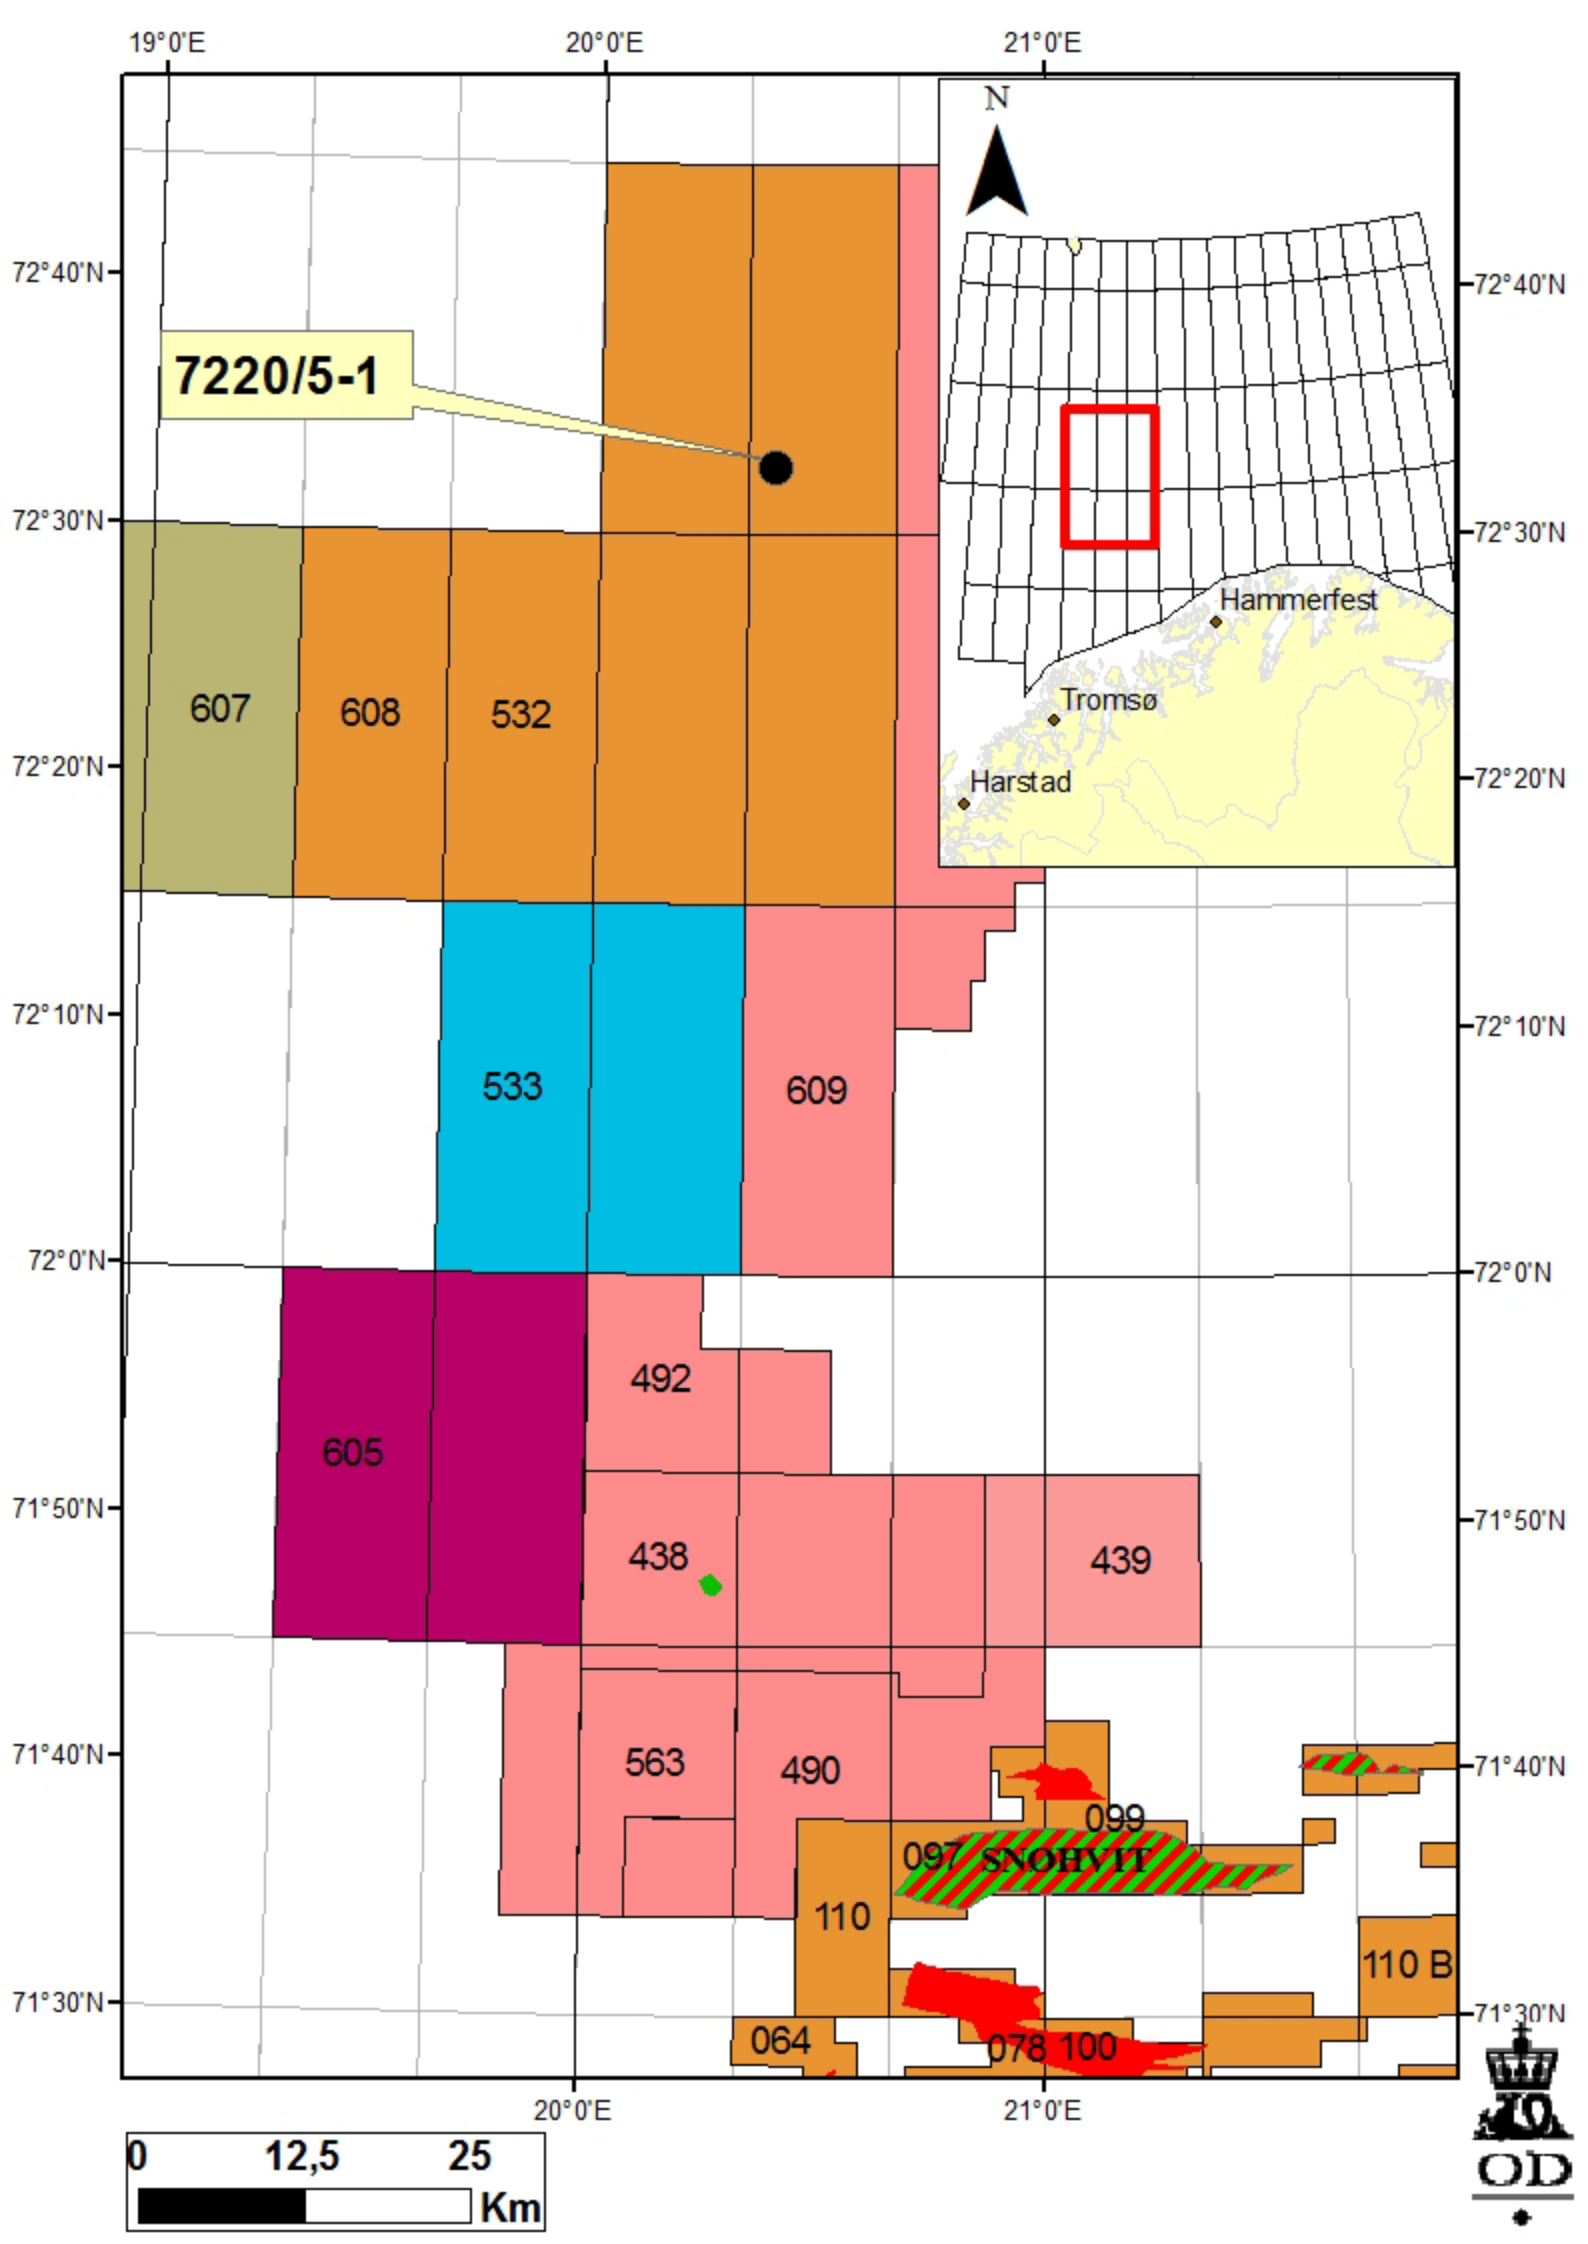 19°0'E 20°0'E 21°0'E
N
72°40'N 72°40'N
7220/5-1
72°30'N 72°30'N
Hammerfest
607 608 532
Tromsø
72°20'N 72°20'N
Harstad
72°10'N 72°10'N
533 609
72°0'N 72°0'N
492
605
71°50'N 71°50'N
438 439
71°40'N 563 490 71°40'N
099
097 SNOHVIT
110
110 B
71°30'N 71°30'N
064 078 100
20°0'E 21°0'E
0 12,5 25
Km
OD